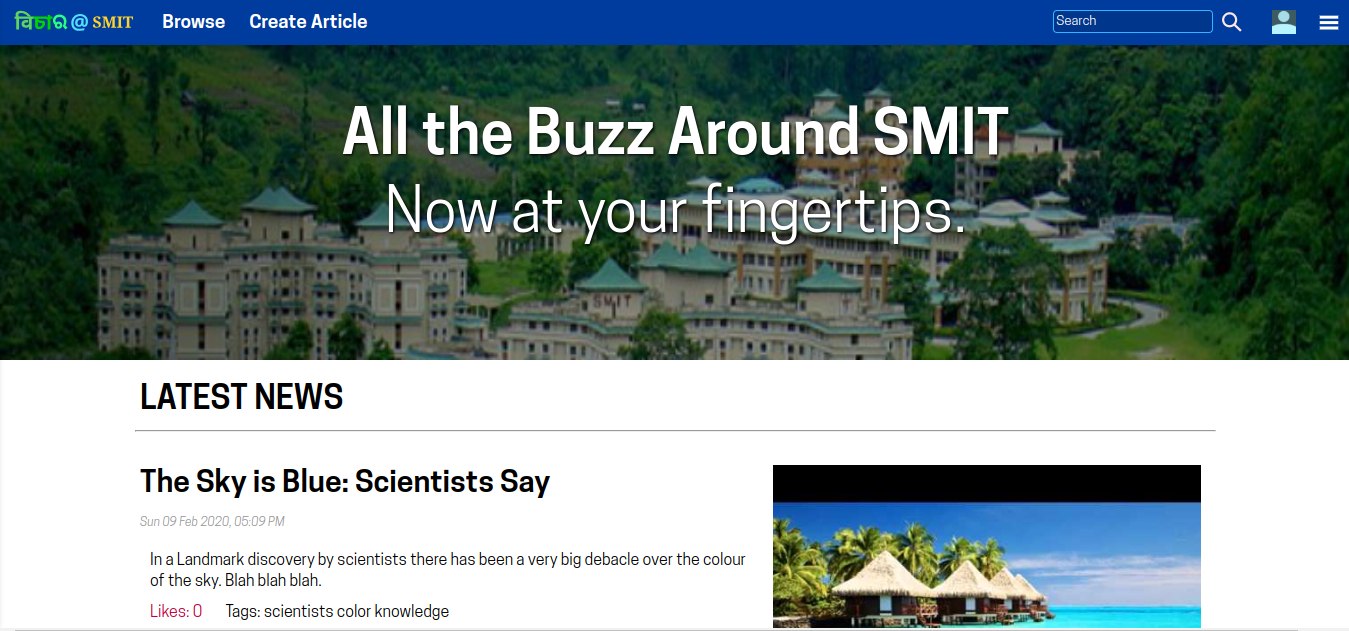 विचार @ SMIT
Browse
Create Article
Search
All the Buzz Around SMIT
Now at your fingertips.
SMIT
LATEST NEWS
The Sky is Blue: Scientists Say
Sun 09 Feb 2020, 05:09 PM
In a Landmark discovery by scientists there has been a very big debacle over the colour
of the sky. Blah blah blah.
Likes: 0 Tags: scientists color knowledge